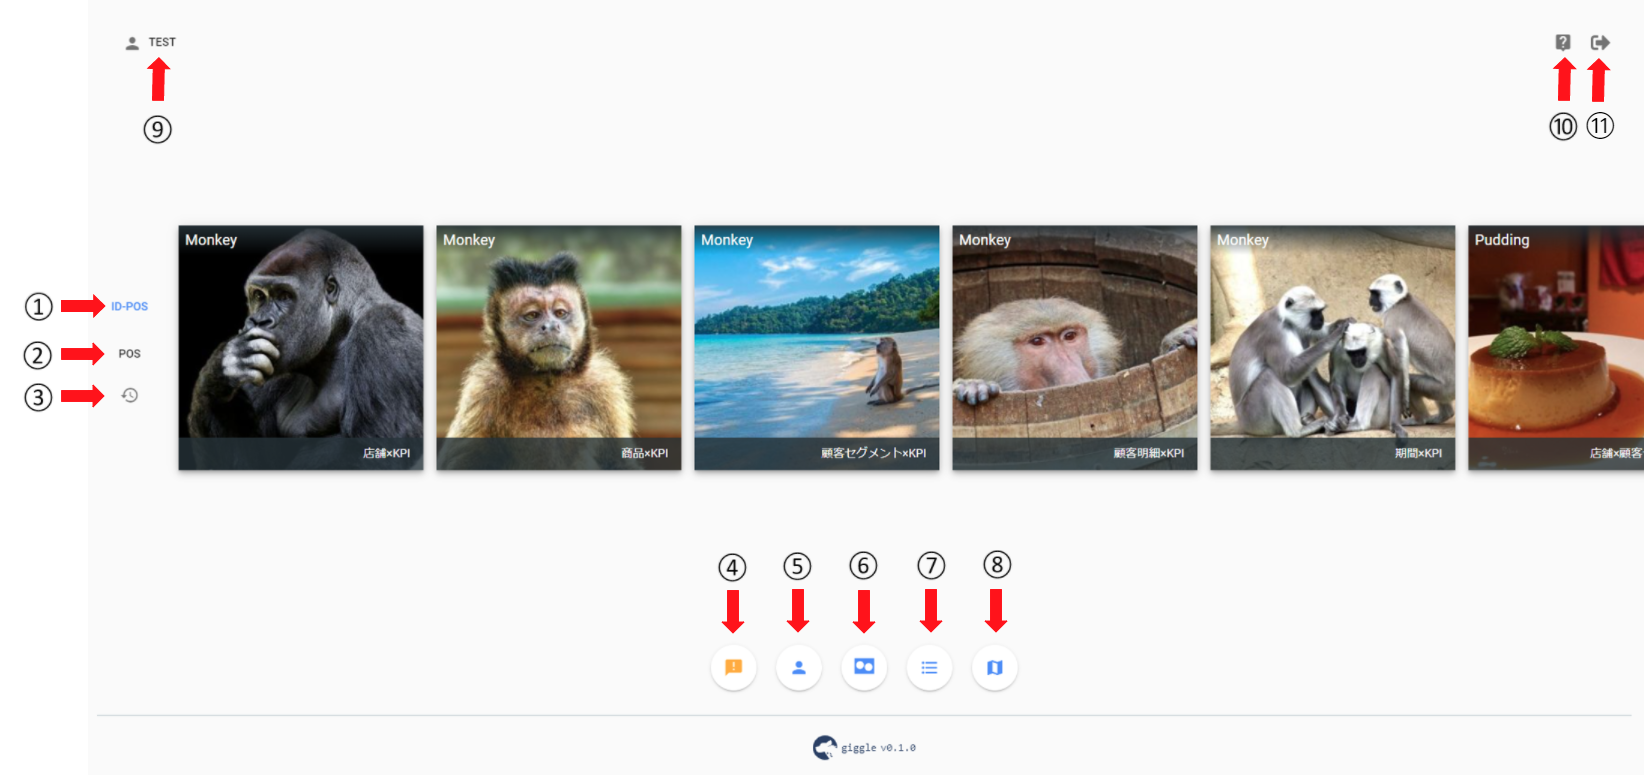 TEST
⑨
⑩ ⑪
Monkey
店舗×KPI
Monkey
商品×KPI
Monkey
顧客セグメント×KPI
Monkey
顧客明細×KPI
Monkey
期間×KPI
Pudding
店舗×顧客
① ID-POS
② POS
③
④ ⑤ ⑥ ⑦ ⑧
giggle v0.1.0